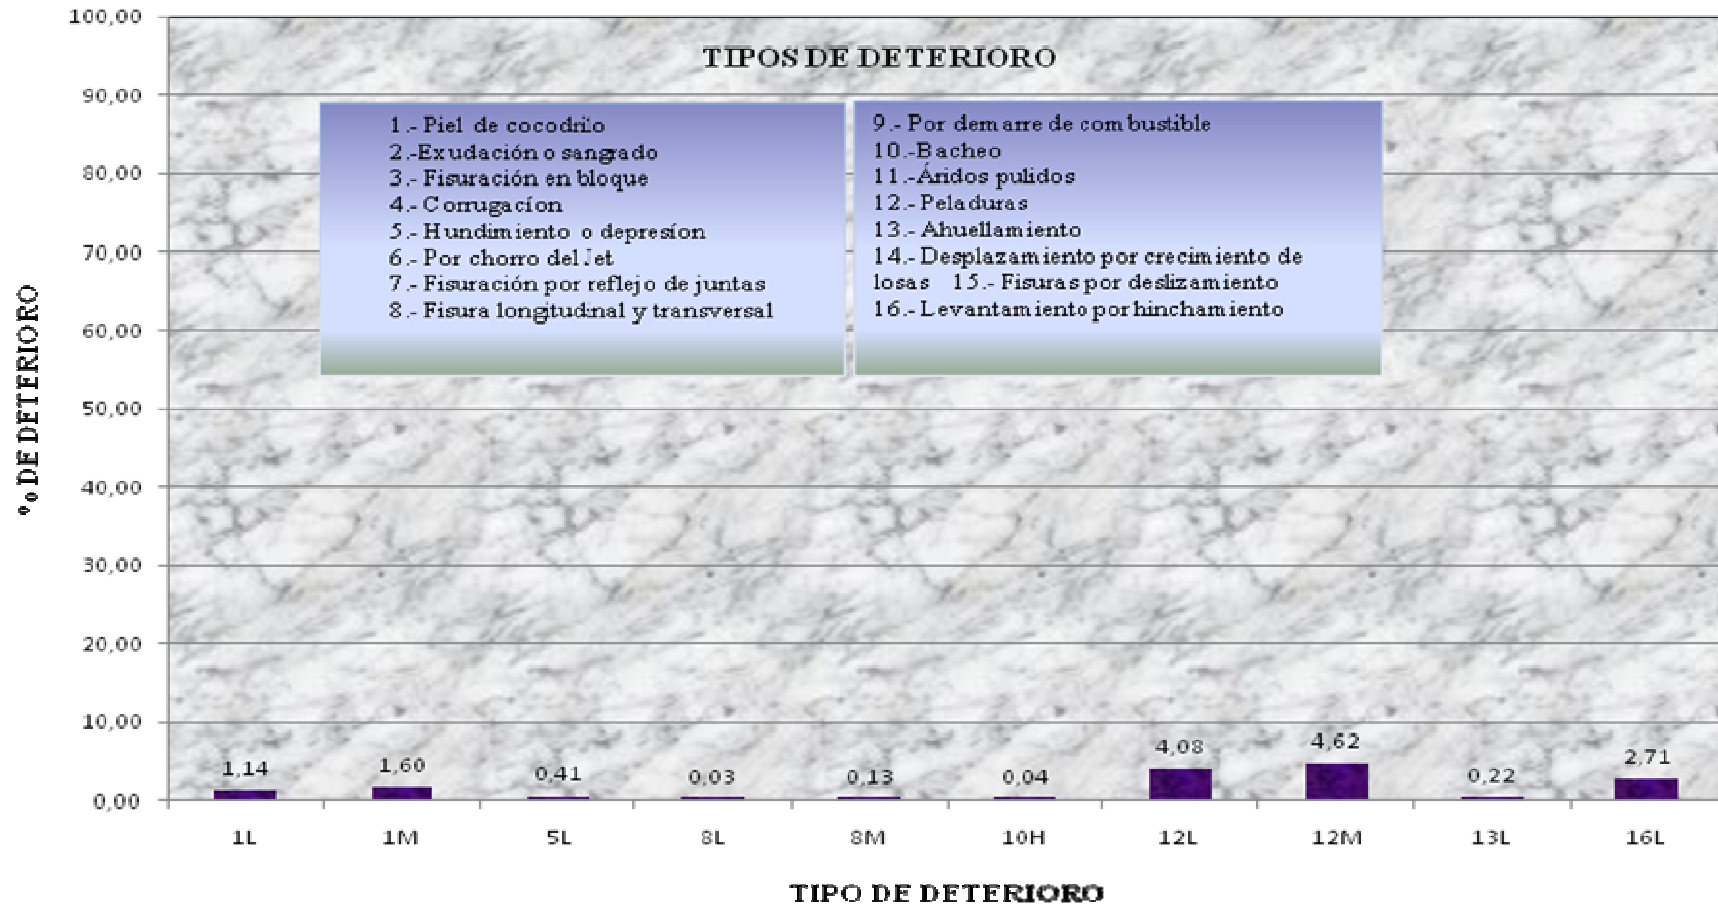 TIPOS DE DETERIORO
1.- Piel de cocodrilo
2.-Exudación o sangrado
3.- Fisuración en bloque
4.- Corrugacíon
5.- Hundimiento o depresíon
6.- Por chorro del Jet
7.- Fisuración por reflejo de juntas
8.- Fisura longitudinal y transversal
9.- Por demarre de combustible
10.-Bacheo
11.-Áridos pulidos
12.- Peladuras
13.- Ahuellamiento
14.- Desplazamiento por crecimiento de
losas 15.- Fisuras por deslizamiento
16.- Levantamiento por hinchamiento
% DE DETERIORO
100,00
90,00
80,00
70,00
60,00
50,00
40,00
30,00
20,00
10,00
0,00
1,14 1,60 0,41 0,03 0,13 0,04 4,08 4,62 0,22 2,71
1L 1M 5L 8L 8M 10H 12L 12M 13L 16L
TIPO DE DETERIORO